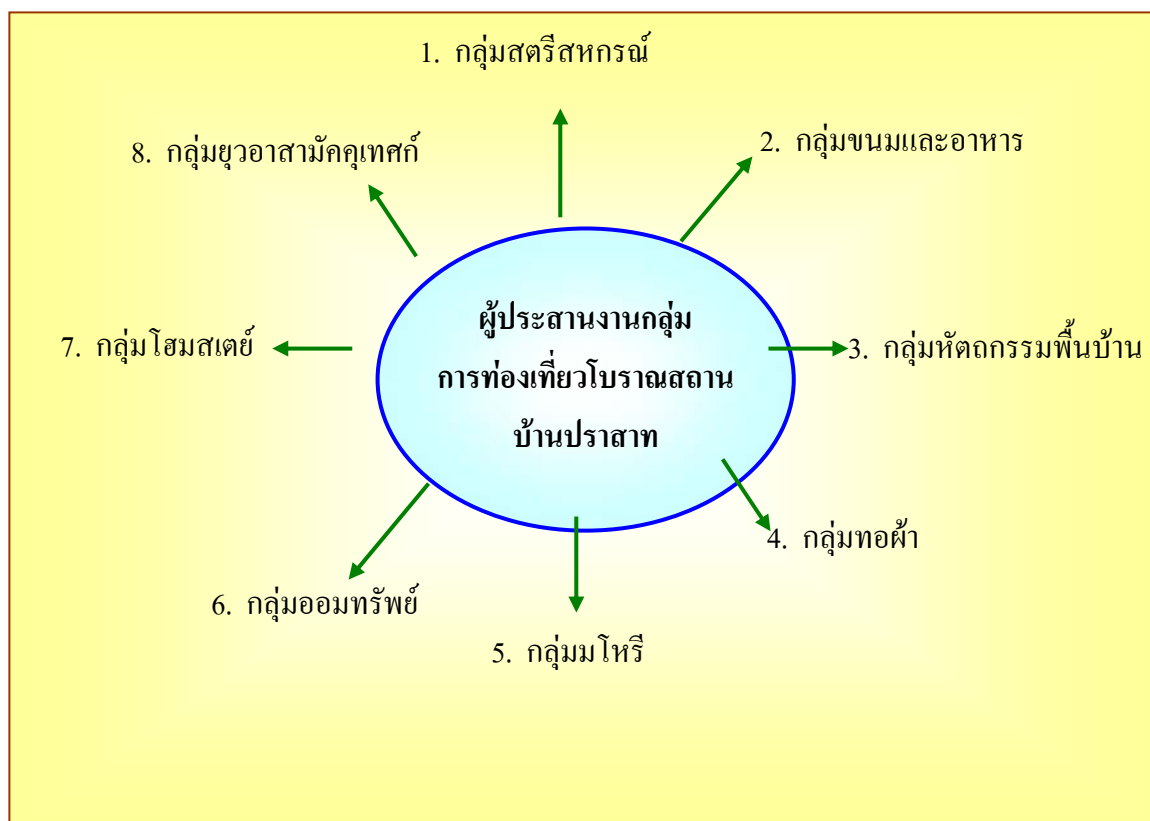 1. กลุ่มสตรีสหกรณ์
2. กลุ่มขนมและอาหาร
8. กลุ่มยุวอาสามัคคุเทศก์
ผู้ประสานงานกลุ่ม
การท่องเที่ยวโบราณสถาน
บ้านปราสาท
7. กลุ่มโฮมสเตย์
3. กลุ่มหัตถกรรมพื้นบ้าน
4. กลุ่มทอผ้า
6. กลุ่มออมทรัพย์
5. กลุ่มมโหรี